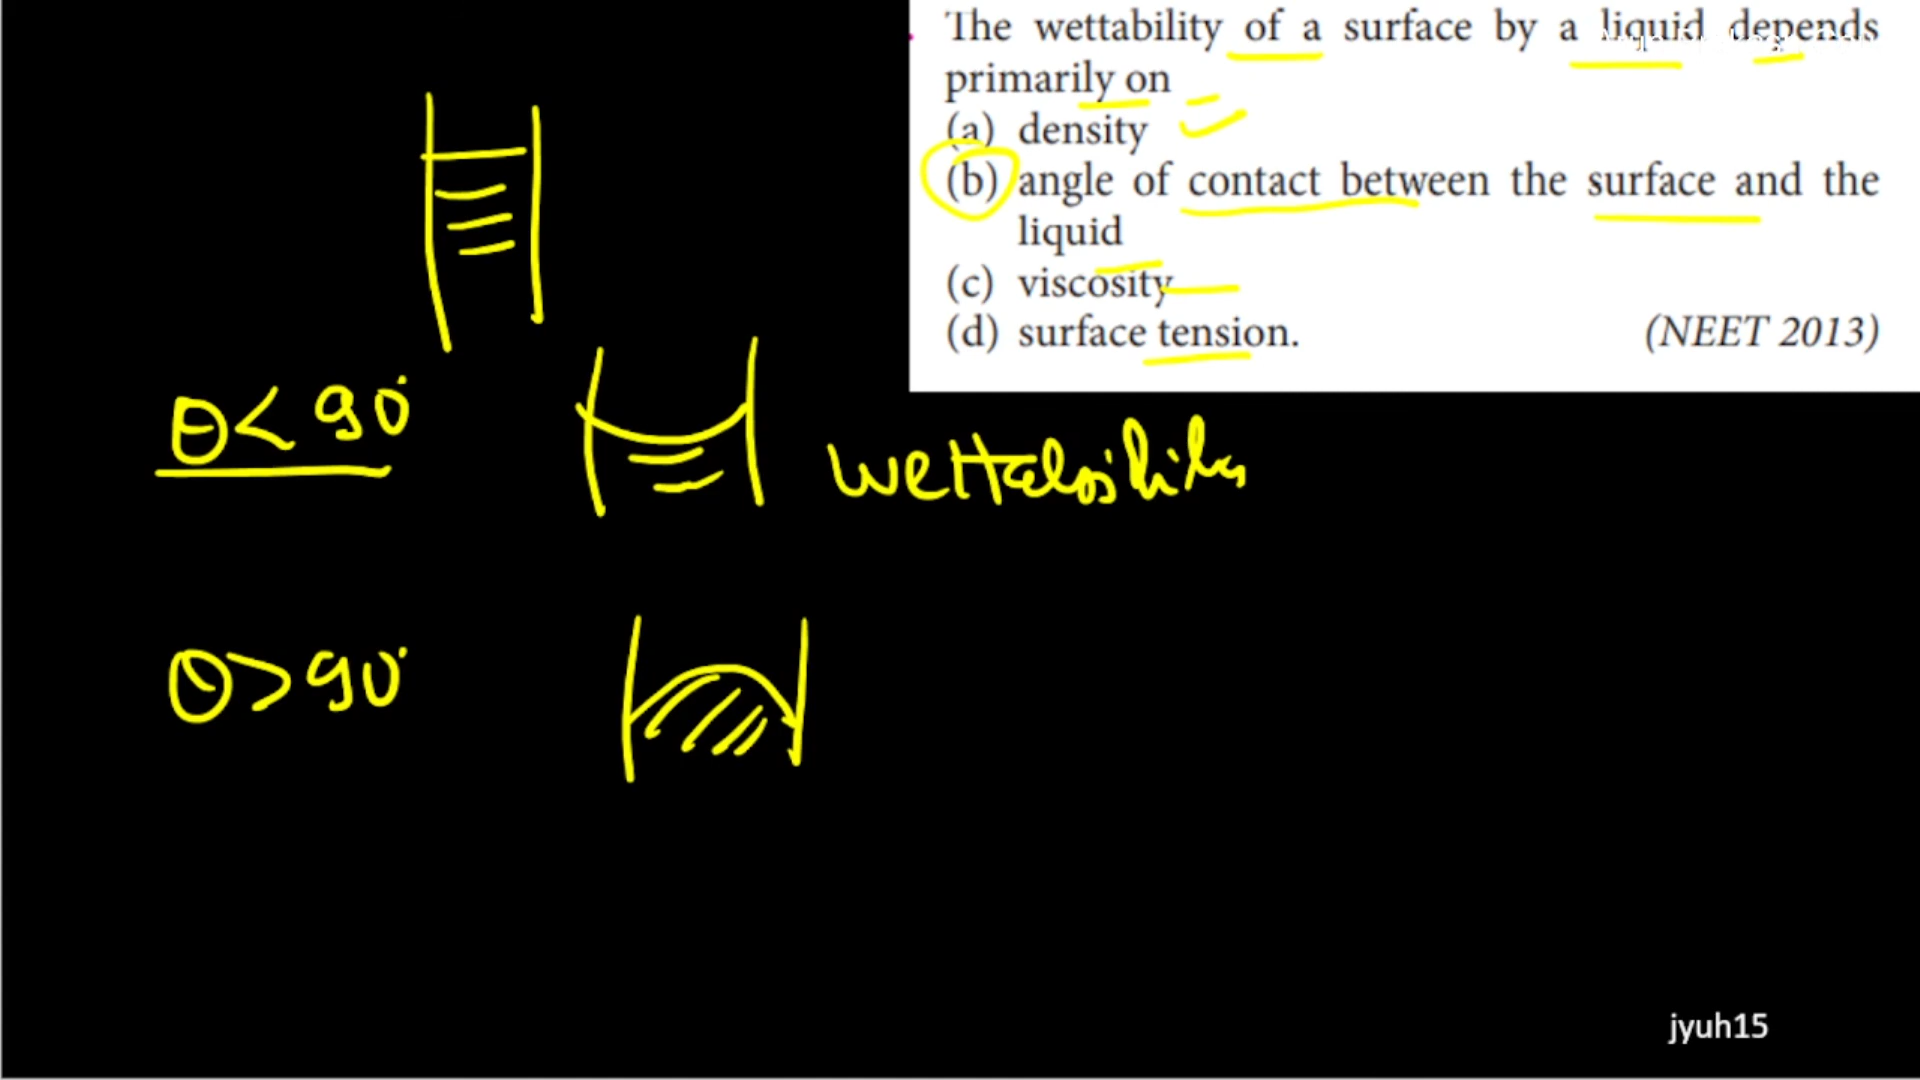 The wettability of a surface by a liquid depends
primarily on
(a) density
(b) angle of contact between the surface and the
liquid
(c) viscosity
(d) surface tension. (NEET 2013)
θ < 90°
θ > 90°
jyuh15